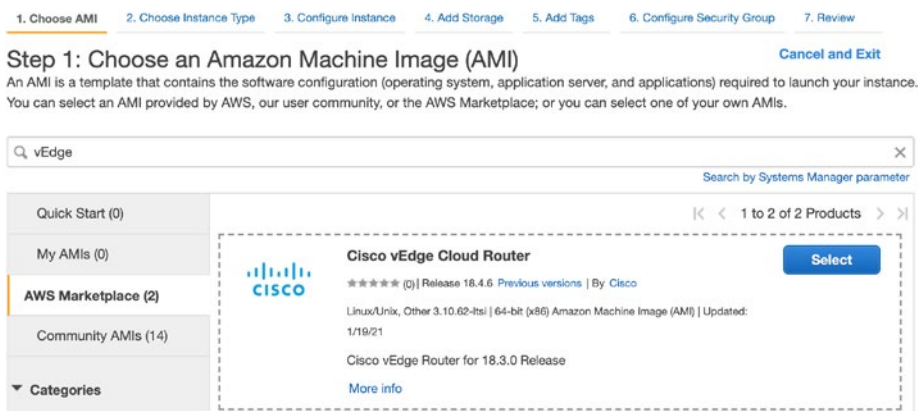 1. Choose AMI 2. Choose Instance Type 3. Configure Instance 4. Add Storage 5. Add Tags 6. Configure Security Group 7. Review
Step 1: Choose an Amazon Machine Image (AMI) Cancel and Exit
An AMI is a template that contains the software configuration (operating system, application server, and applications) required to launch your instance.
You can select an AMI provided by AWS, our user community, or the AWS Marketplace; or you can select one of your own AMIs.
vEdge
Search by Systems Manager parameter
Quick Start (0)
My AMIs (0)
AWS Marketplace (2)
Community AMIs (14)
Categories
1 to 2 of 2 Products
CISCO
Cisco vEdge Cloud Router
Select
(0) | Release 18.4.6 Previous versions | By Cisco
Linux/Unix, Other 3.10.62-ltsi | 64-bit (x86) Amazon Machine Image (AMI) | Updated:
1/19/21
Cisco vEdge Router for 18.3.0 Release
More info